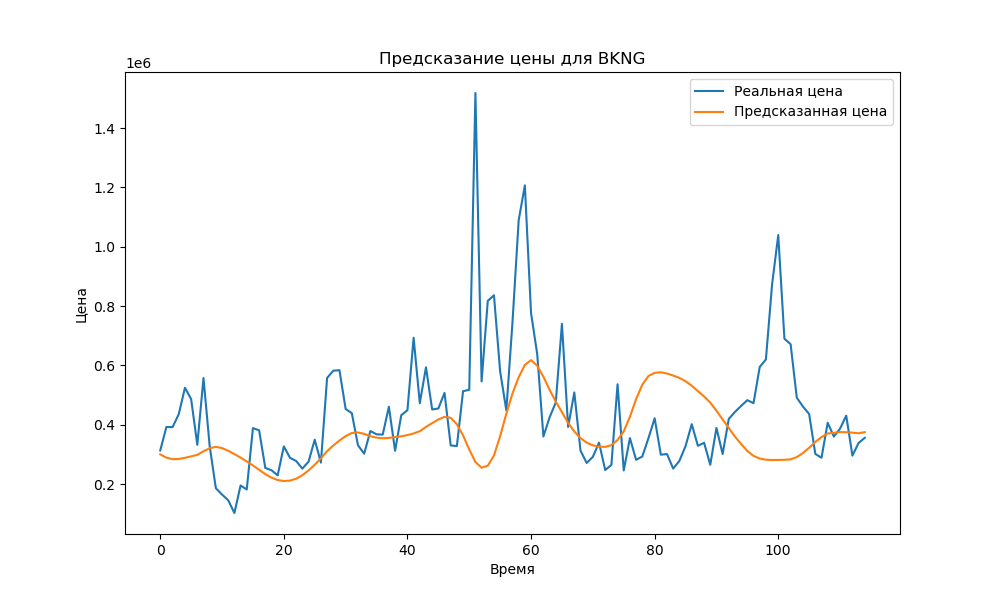 Предсказание цены для BKNG
1e6
Реальная цена
Предсказанная цена
1.4
1.2
1.0
0.8
0.6
0.4
0.2
Цена
0 20 40 60 80 100
Время